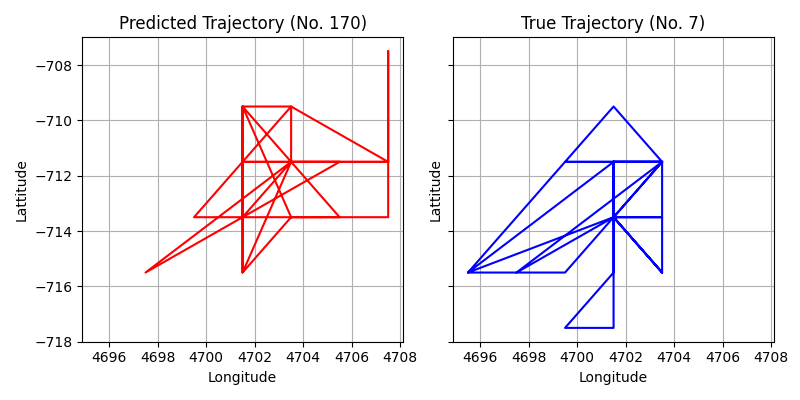 Predicted Trajectory (No. 170)
True Trajectory (No. 7)
−708
−710
−712
−714
−716
−718
Lattitude
Lattitude
4696 4698 4700 4702 4704 4706 4708
4696 4698 4700 4702 4704 4706 4708
Longitude
Longitude